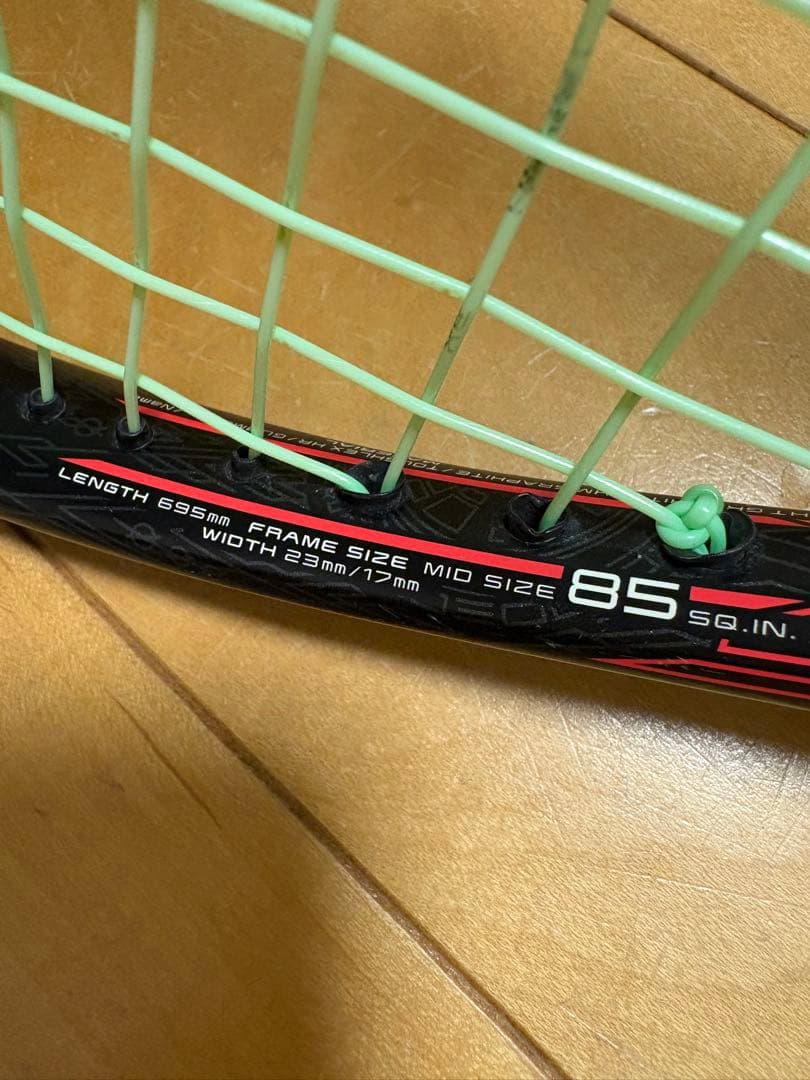 LENGTH 695mm FRAME SIZE MID SIZE 85 SQ.IN.
WIDTH 23mm/17mm